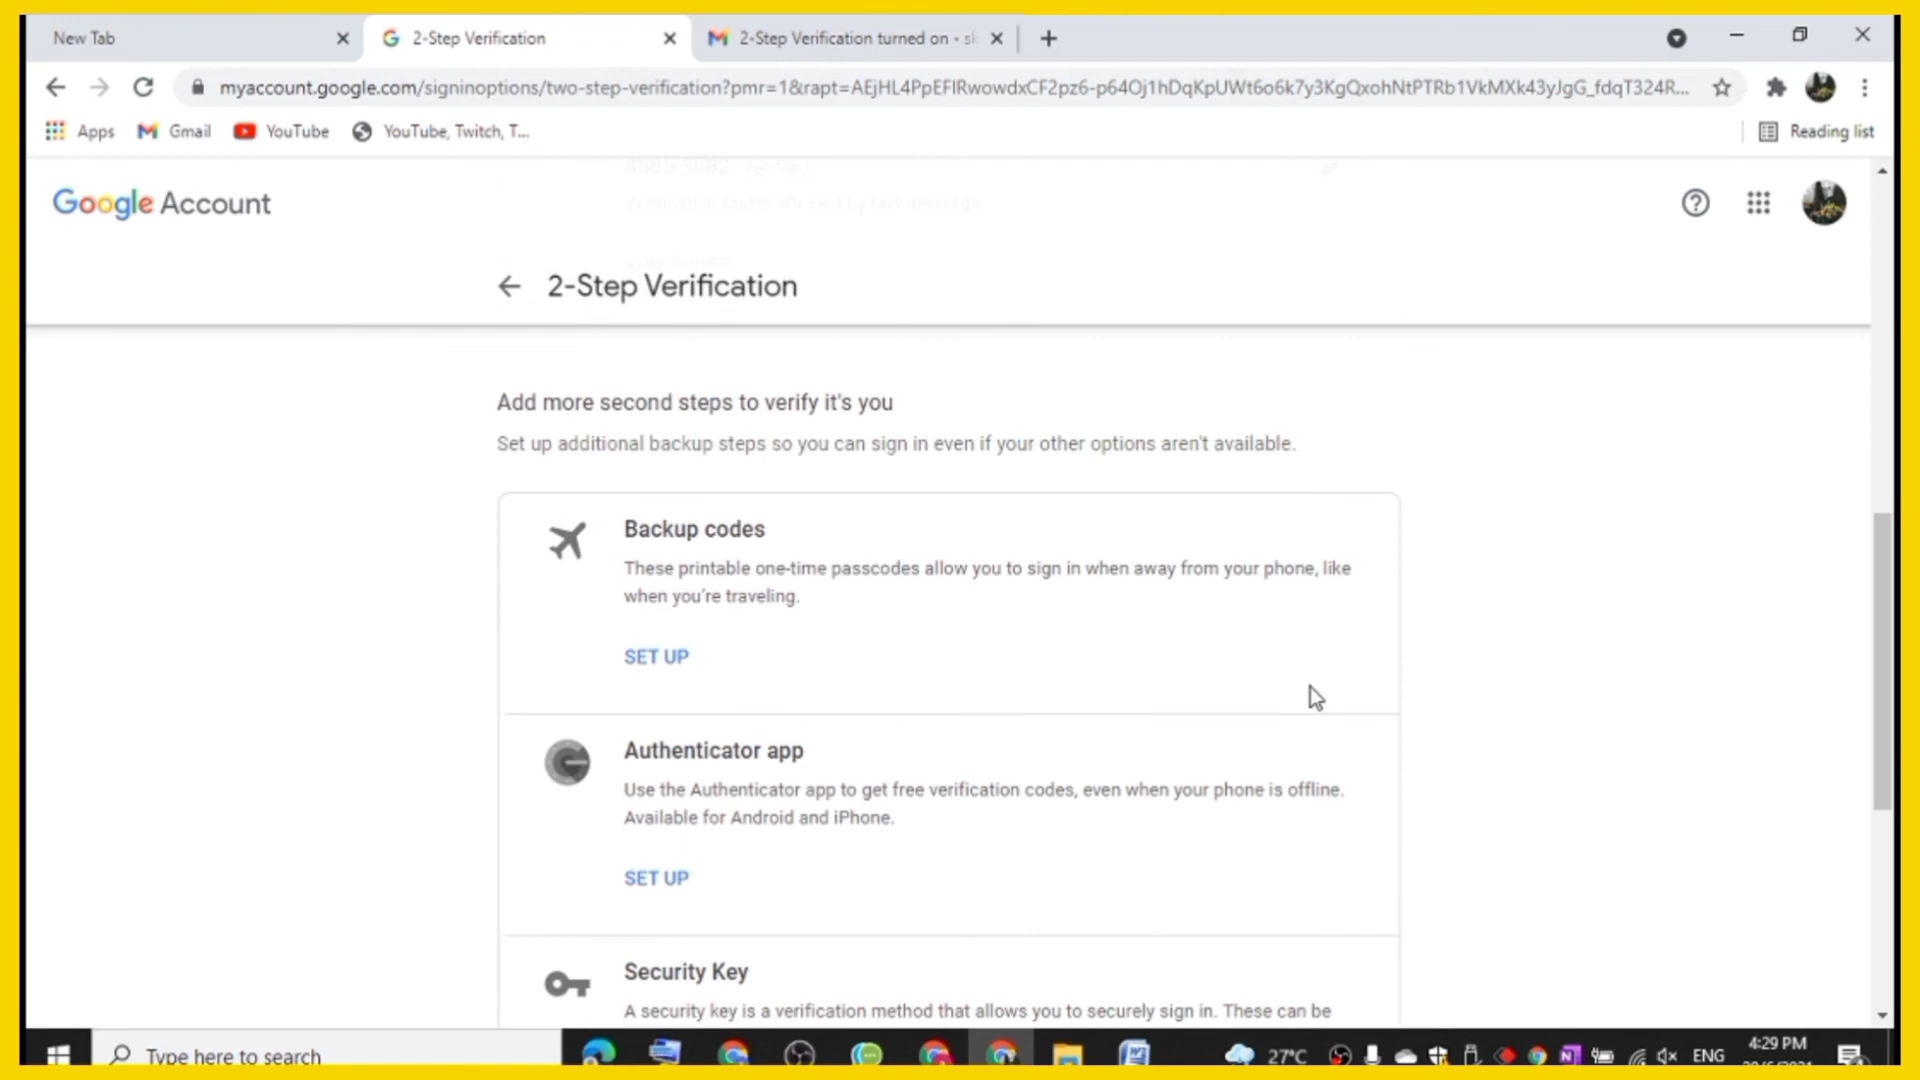 New Tab
2-Step Verification
2-Step Verification turned on -
myaccount.google.com/signinoptions/two-step-verification?pmr=1&rapt=AEjHL4PpEFIRwowdxCF2pz6-p64Oj1hDqKpUWt6o6k7y3KgQxohNtPTRb1VkMXk43yJgG_fdqT324R...
Apps
Gmail
YouTube
YouTube, Twitch, T...
Reading list
Google Account
2-Step Verification
Add more second steps to verify it's you
Set up additional backup steps so you can sign in even if your other options aren't available.
Backup codes
These printable one-time passcodes allow you to sign in when away from your phone, like
when you're traveling.
SET UP
Authenticator app
Use the Authenticator app to get free verification codes, even when your phone is offline.
Available for Android and iPhone.
SET UP
Security Key
A security key is a verification method that allows you to securely sign in. These can be
Type here to search
27°C
ENG
4:29 PM